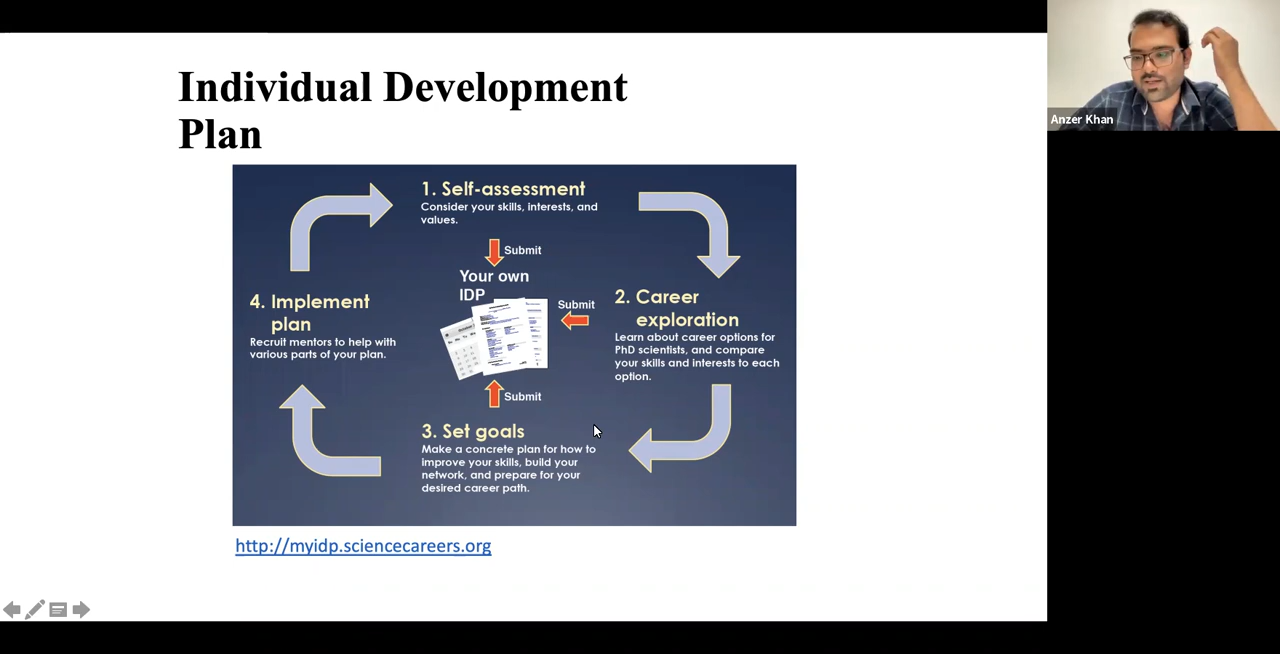 Individual Development
Plan
1. Self-assessment
Consider your skills, interests, and
values.
Submit
Your own
IDP
Submit
2. Career
exploration
Learn about career options for
PhD scientists, and compare
your skills and interests to each
option.
Submit
3. Set goals
Make a concrete plan for how to
improve your skills, build your
network, and prepare for your
desired career path.
4. Implement
plan
Recruit mentors to help with
various parts of your plan.
http://myidp.sciencecareers.org
Anzer Khan